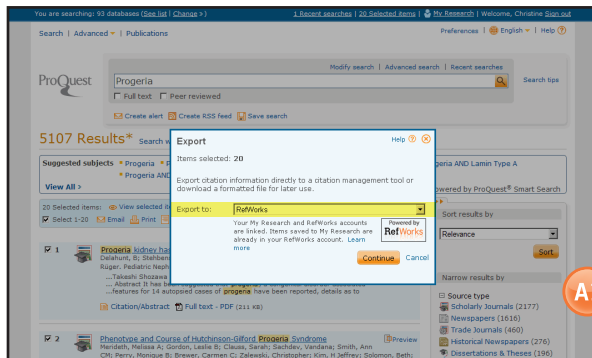 You are searching: 93 databases (See list | Change >)
1 Recent searches | 20 Selected items | My Research | Welcome, Christine Sign out
Search | Advanced | Publications
Preferences | English | Help ?
Modify search | Advanced search | Recent searches
ProQuest
Progeria
Search tips
Full text Peer reviewed
Create alert Create RSS feed Save search
5107 Results* Search w
Suggested subjects Progeria
Progeria AND
geria AND Lamin Type A
View All >
owered by ProQuest® Smart Search
20 Selected items: View selected it
Select 1-20 Email Print
Export
Help ?
Items selected: 20
Export citation information directly to a citation management tool or
download a formatted file for later use.
Export to: RefWorks
Your My Research and RefWorks accounts
are linked. Items saved to My Research are
already in your RefWorks account. Learn
more
Powered by
RefWorks
Continue Cancel
Sort results by
Relevance
Sort
Narrow results by
Source type
Scholarly Journals (2177)
Newspapers (1616)
Trade Journals (460)
Historical Newspapers (276)
Dissertations & Theses (196)
A
1 Progeria kidney has
Delahunt, B; Stehbens
Rüger. Pediatric Neph
...Takeshi Shozawa
... Abstract It has been
...features for 14 autopsied cases of progeria have been reported, details as to
Citation/Abstract Full text - PDF (211 KB)
2 Phenotype and Course of Hutchinson-Gilford Progeria Syndrome
Preview
Merideth, Melissa A; Gordon, Leslie B; Clauss, Sarah; Sachdev, Vandana; Smith, Ann
CM; Perry, Monique B; Brewer, Carmen C; Zalewski, Christopher; Kim, H Jeffrey; Solomon, Beth;